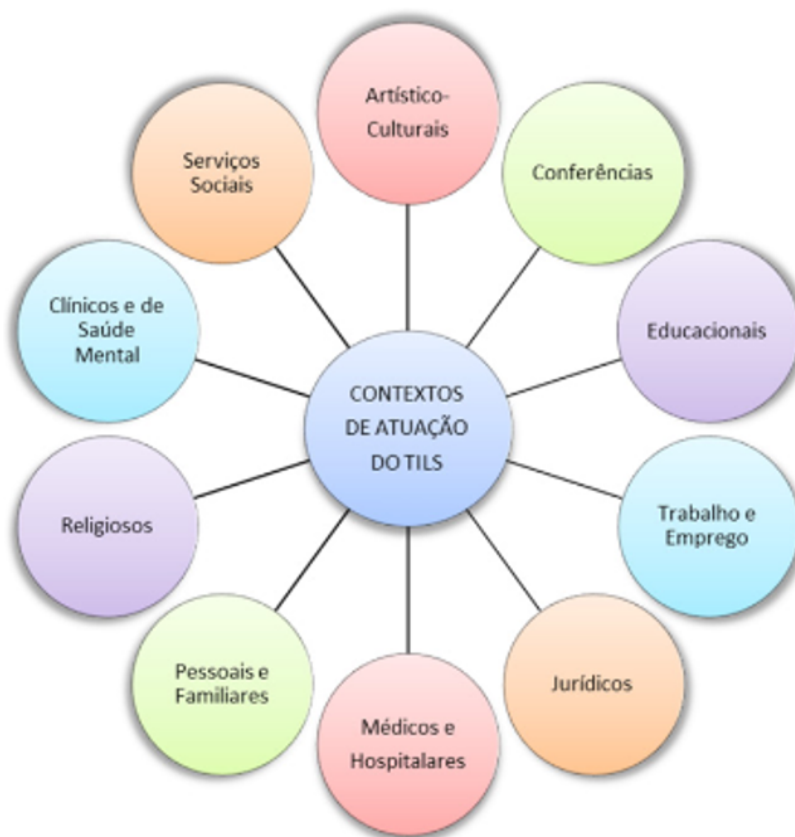 Artístico-
Culturais
Conferências
Educacionais
Trabalho e
Emprego
Jurídicos
Médicos e
Hospitalares
Pessoais e
Familiares
Religiosos
Clínicos e de
Saúde
Mental
Serviços
Sociais
CONTEXTOS
DE ATUAÇÃO
DO TILS